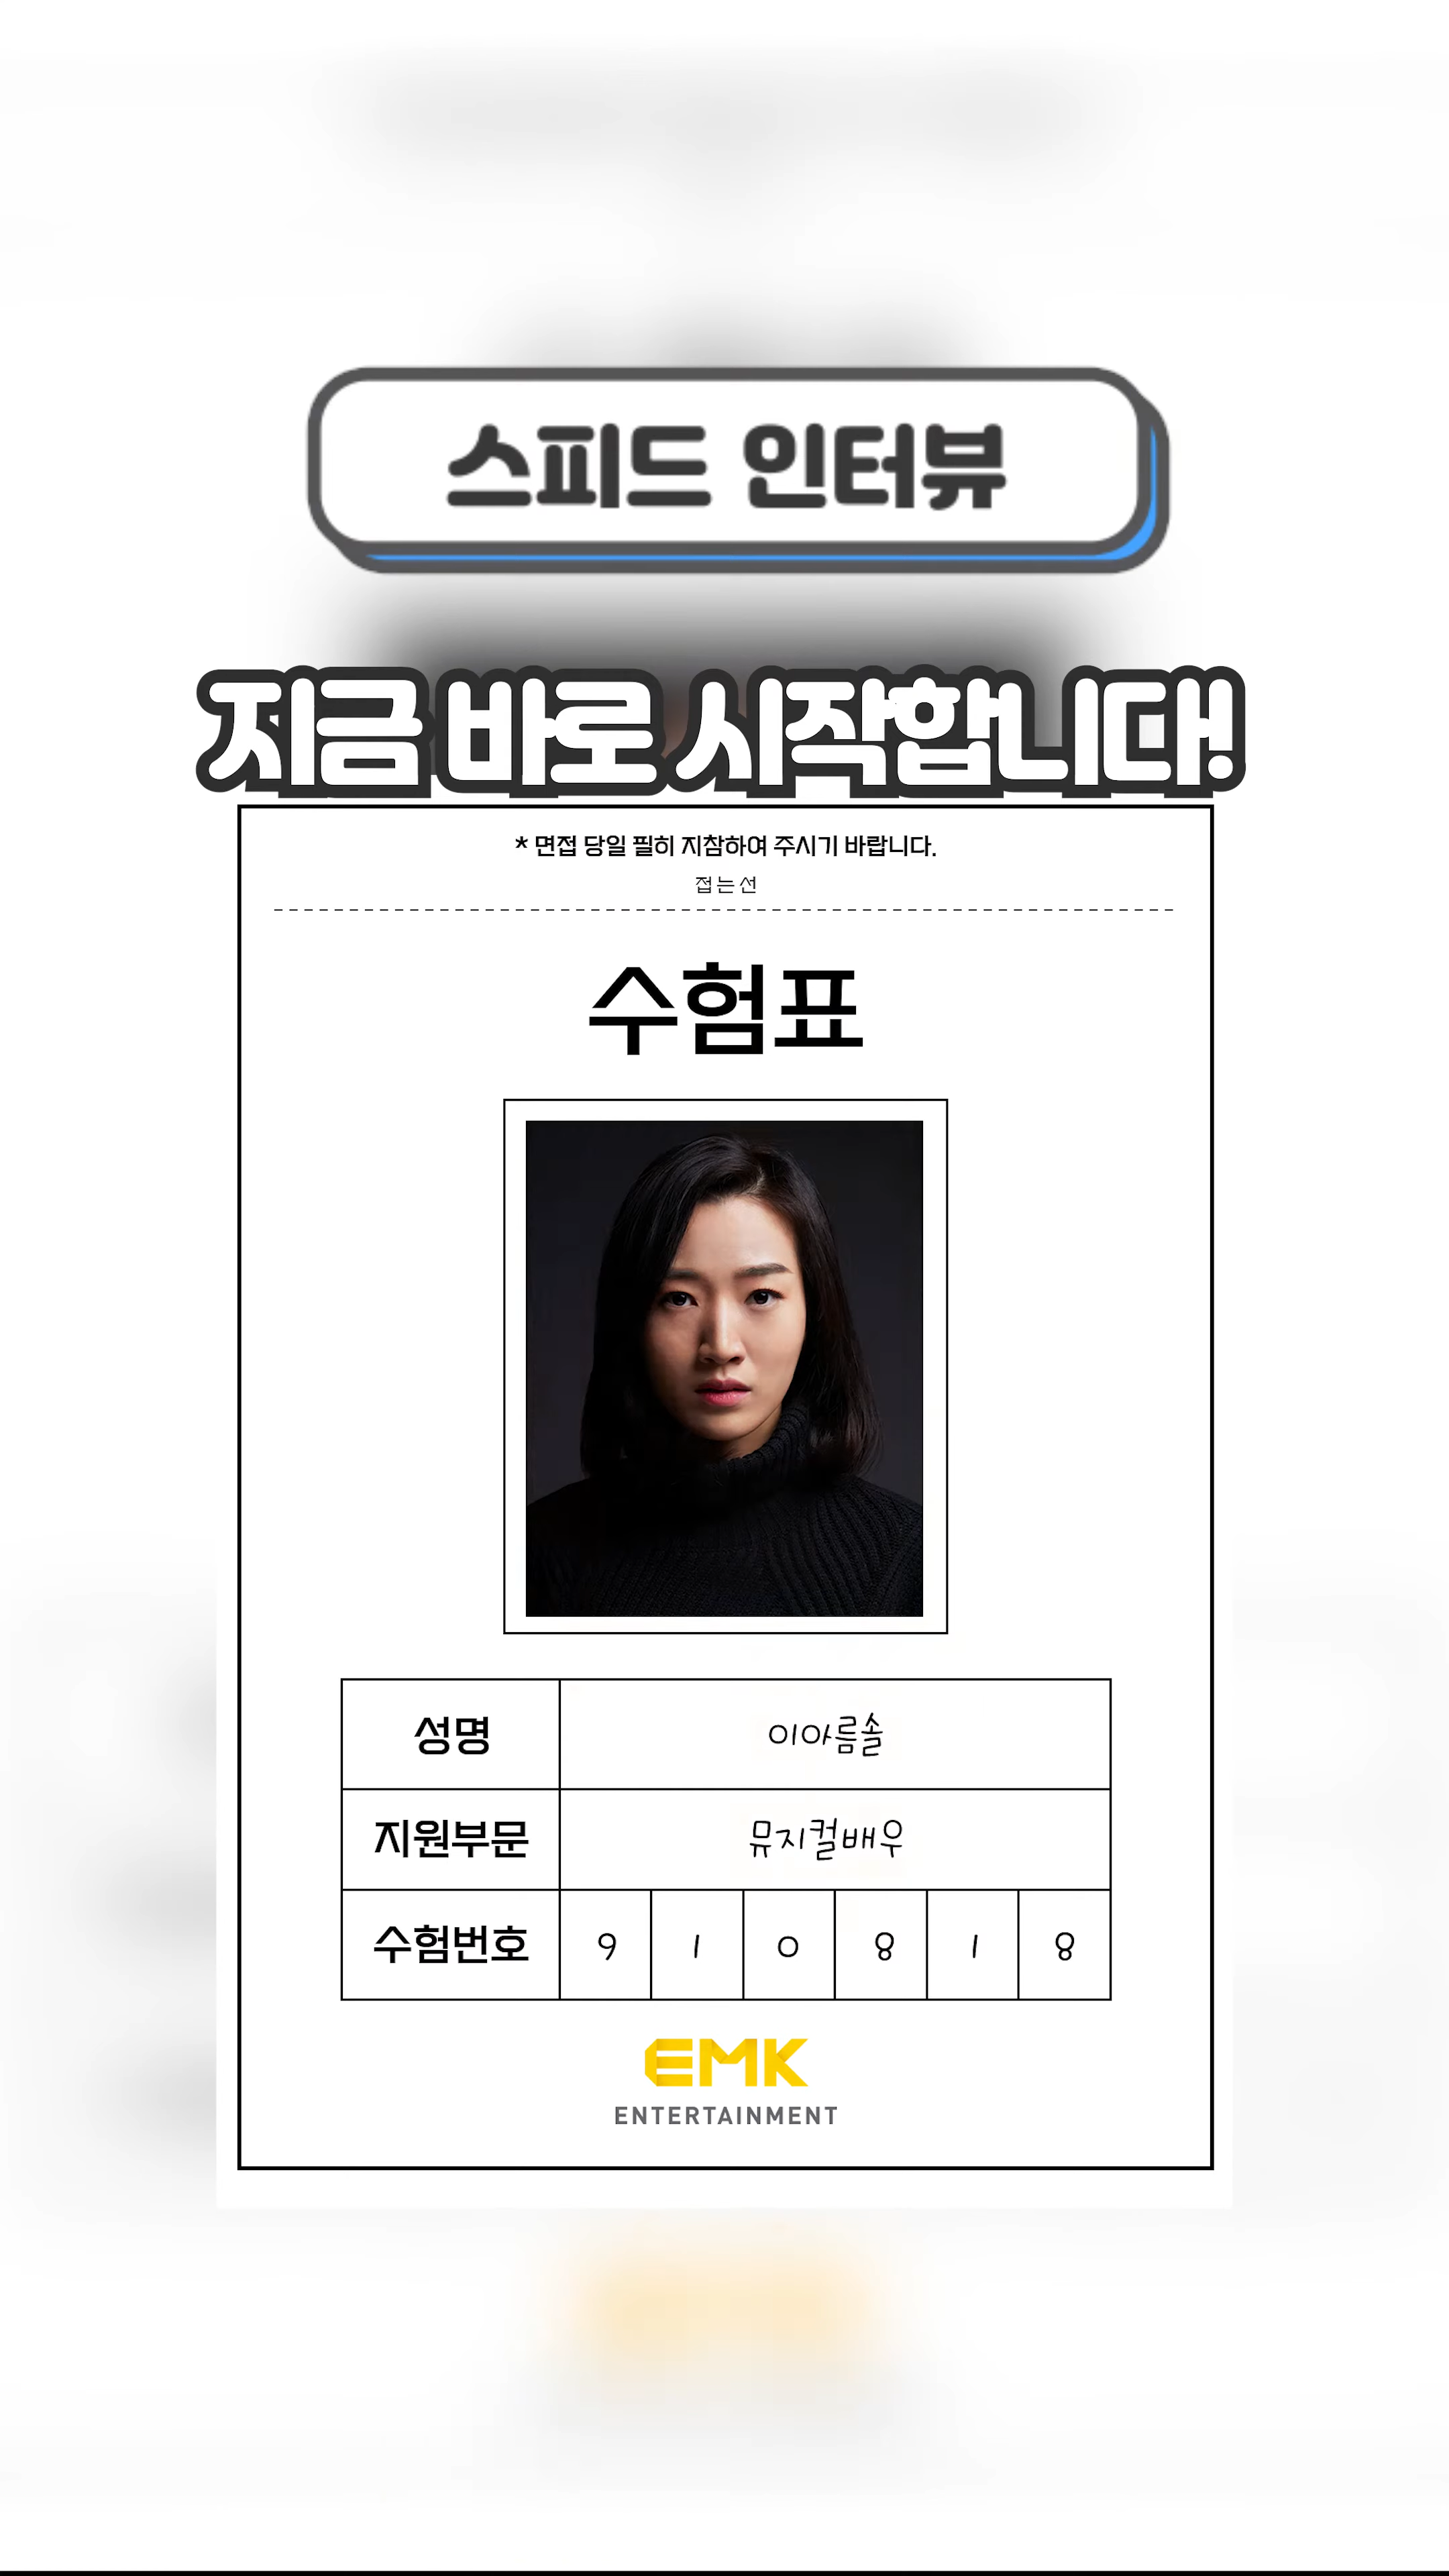 스피드 인터뷰
지금 바로 시작합니다!
* 면접 당일 필히 지참하여 주시기 바랍니다.
접는선
수험표
성명 이아름솔
지원부문 뮤지컬배우
수험번호 9 1 0 8 1 8
EMK
ENTERTAINMENT